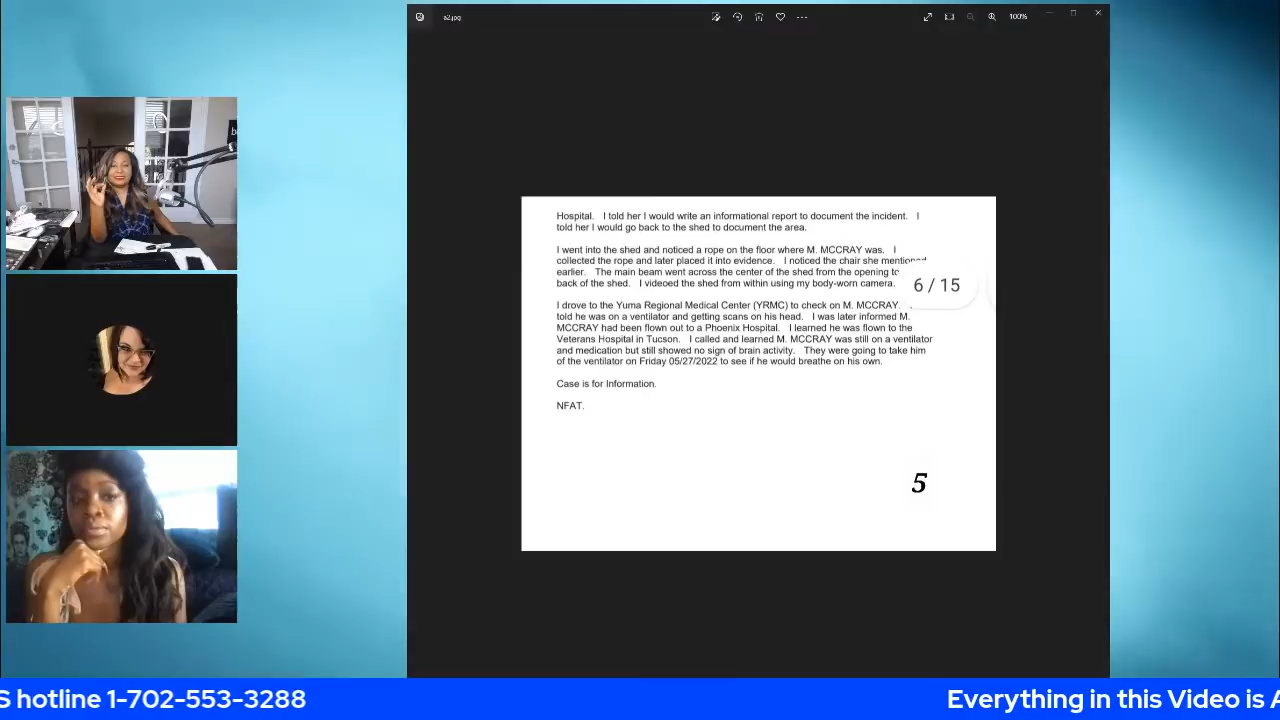 a2.jpg
100%
Hospital. I told her I would write an informational report to document the incident. I
told her I would go back to the shed to document the area.
I went into the shed and noticed a rope on the floor where M. MCCRAY was. I
collected the rope and later placed it into evidence. I noticed the chair she mentioned
earlier. The main beam went across the center of the shed from the opening to
back of the shed. I videoed the shed from within using my body-worn camera.
6 / 15
I drove to the Yuma Regional Medical Center (YRMC) to check on M. MCCRAY.
told he was on a ventilator and getting scans on his head. I was later informed M.
MCCRAY had been flown out to a Phoenix Hospital. I learned he was flown to the
Veterans Hospital in Tucson. I called and learned M. MCCRAY was still on a ventilator
and medication but still showed no sign of brain activity. They were going to take him
of the ventilator on Friday 05/27/2022 to see if he would breathe on his own.
Case is for Information.
NFAT.
5
S hotline 1-702-553-3288
Everything in this Video is A